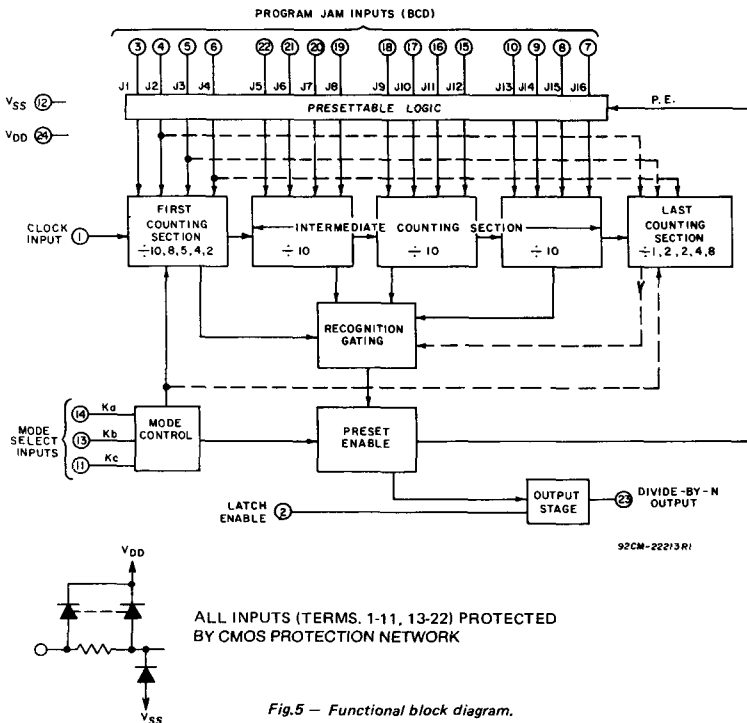 PROGRAM JAM INPUTS (BCD)
3 4 5 6 22 21 20 19 18 17 16 15 10 9 8 7
J1 J2 J3 J4 J5 J6 J7 J8 J9 J10 J11 J12 J13 J14 J15 J16
VSS 12
PRESETTABLE LOGIC
P.E.
VDD 24
CLOCK INPUT 1
FIRST COUNTING SECTION ÷10,8,5,4,2
INTERMEDIATE COUNTING SECTION
÷10 ÷10 ÷10
LAST COUNTING SECTION ÷1,2,2,4,8
RECOGNITION GATING
MODE SELECT INPUTS
14 Ka
13 Kb
11 Kc
MODE CONTROL
PRESET ENABLE
LATCH ENABLE 2
OUTPUT STAGE
23 DIVIDE-BY-N OUTPUT
92CM-22213R1
VDD
ALL INPUTS (TERMS. 1-11, 13-22) PROTECTED
BY CMOS PROTECTION NETWORK
VSS
Fig.5 — Functional block diagram.